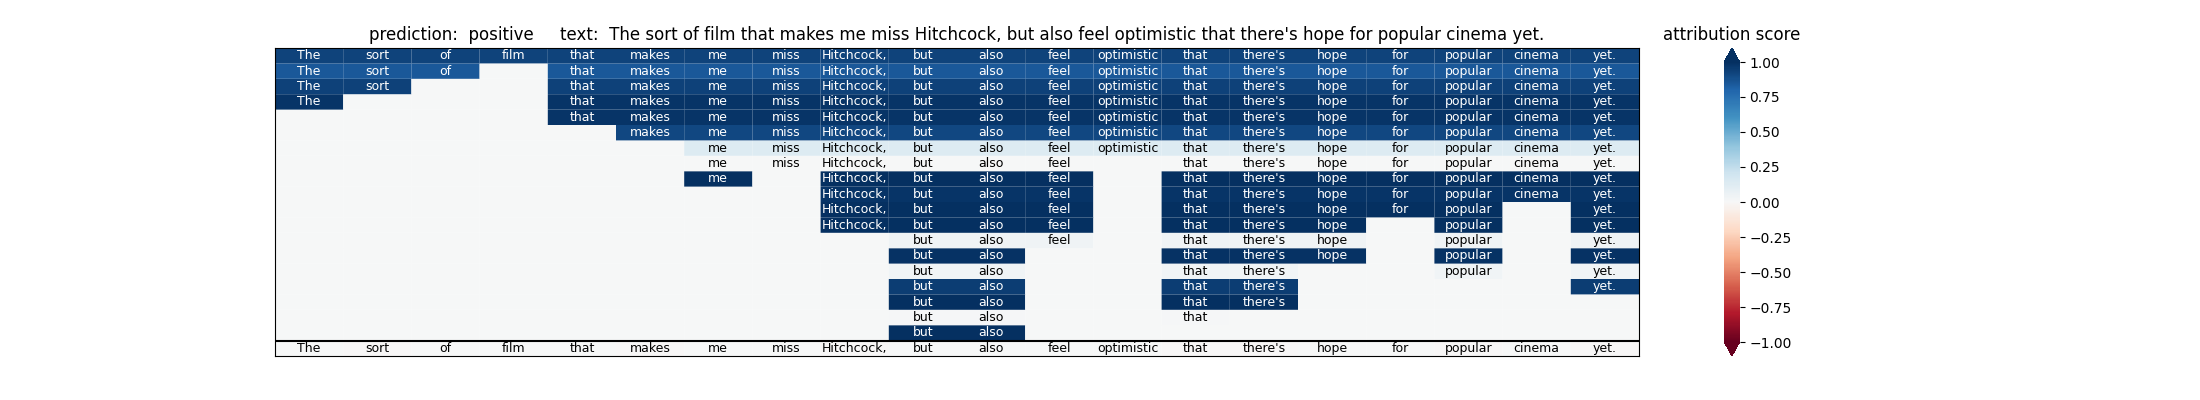 prediction: positive text: The sort of film that makes me miss Hitchcock, but also feel optimistic that there's hope for popular cinema yet. attribution score
The sort of film that makes me miss Hitchcock, but also feel optimistic that there's hope for popular cinema yet.
The sort of that makes me miss Hitchcock, but also feel optimistic that there's hope for popular cinema yet.
The sort that makes me miss Hitchcock, but also feel optimistic that there's hope for popular cinema yet.
The that makes me miss Hitchcock, but also feel optimistic that there's hope for popular cinema yet.
that makes me miss Hitchcock, but also feel optimistic that there's hope for popular cinema yet.
makes me miss Hitchcock, but also feel optimistic that there's hope for popular cinema yet.
me miss Hitchcock, but also feel optimistic that there's hope for popular cinema yet.
me miss Hitchcock, but also feel that there's hope for popular cinema yet.
me Hitchcock, but also feel that there's hope for popular cinema yet.
Hitchcock, but also feel that there's hope for popular cinema yet.
Hitchcock, but also feel that there's hope for popular yet.
Hitchcock, but also feel that there's hope popular yet.
but also feel that there's hope popular yet.
but also that there's hope popular yet.
but also that there's popular yet.
but also that there's yet.
but also that there's
but also that
but also
The sort of film that makes me miss Hitchcock, but also feel optimistic that there's hope for popular cinema yet.
1.00
0.75
0.50
0.25
0.00
−0.25
−0.50
−0.75
−1.00